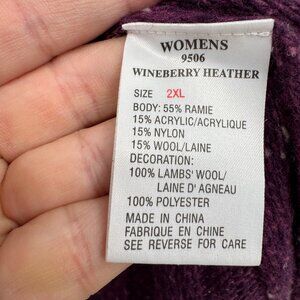 WOMENS
9506
WINEBERRY HEATHER
SIZE 2XL
BODY: 55% RAMIE
15% ACRYLIC/ACRYLIQUE
15% NYLON
15% WOOL/LAINE
DECORATION:
100% LAMBS' WOOL/
LAINE D' AGNEAU
100% POLYESTER
MADE IN CHINA
FABRIQUE EN CHINE
SEE REVERSE FOR CARE